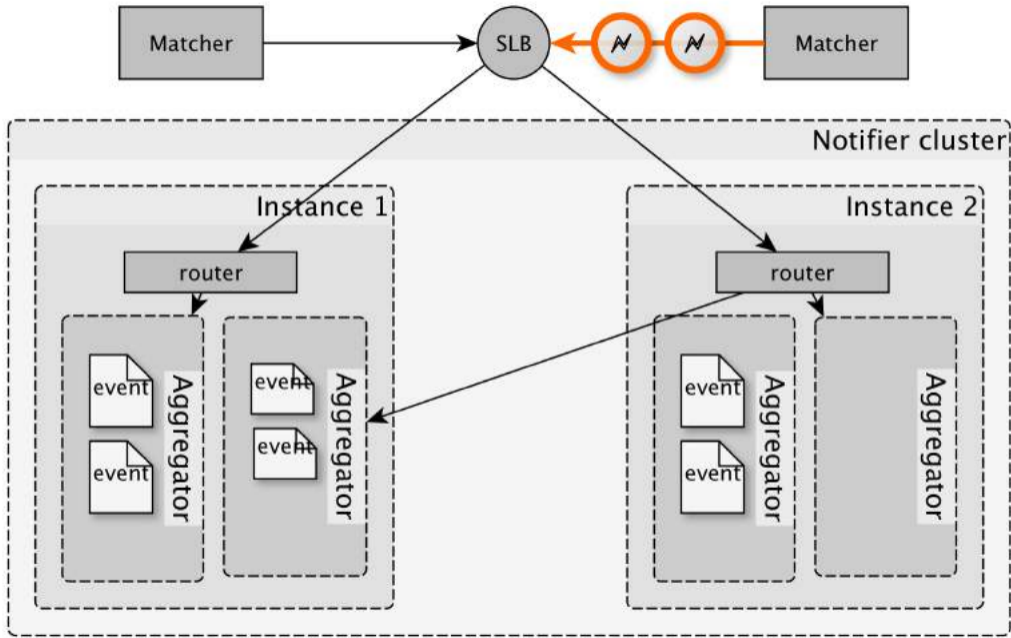 Matcher
SLB
Matcher
Notifier cluster
Instance 1
Instance 2
router
router
event
event
Aggregator
event
event
Aggregator
event
event
Aggregator
Aggregator